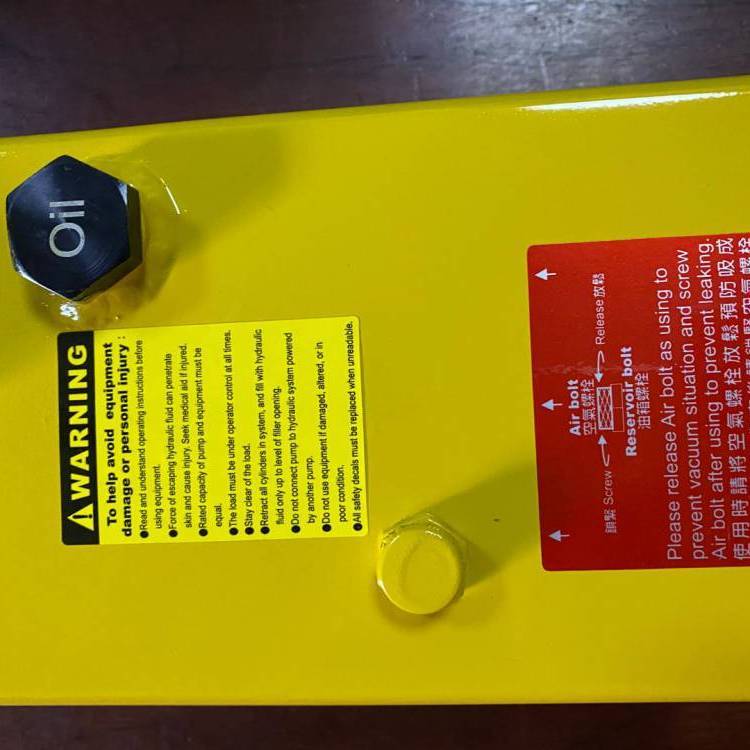 Oil
WARNING
To help avoid equipment
damage or personal injury :
●Read and understand operating instructions before
using equipment.
●Force of escaping hydraulic fluid can penetrate
skin and cause injury. Seek medical aid if injured.
●Rated capacity of pump and equipment must be
equal.
●The load must be under operator control at all times.
●Stay clear of the load.
●Retract all cylinders in system, and fill with hydraulic
fluid only up to level of filler opening.
●Do not connect pump to hydraulic system powered
by another pump.
●Do not use equipment if damaged, altered, or in
poor condition.
●All safety decals must be replaced when unreadable.
Air bolt
空氣螺栓
鎖緊 Screw
Release 放鬆
Reservoir bolt
油箱螺栓
Please release Air bolt as using to
prevent vacuum situation and screw
Air bolt after using to prevent leaking.
使用時請將空氣螺栓放鬆預防吸成